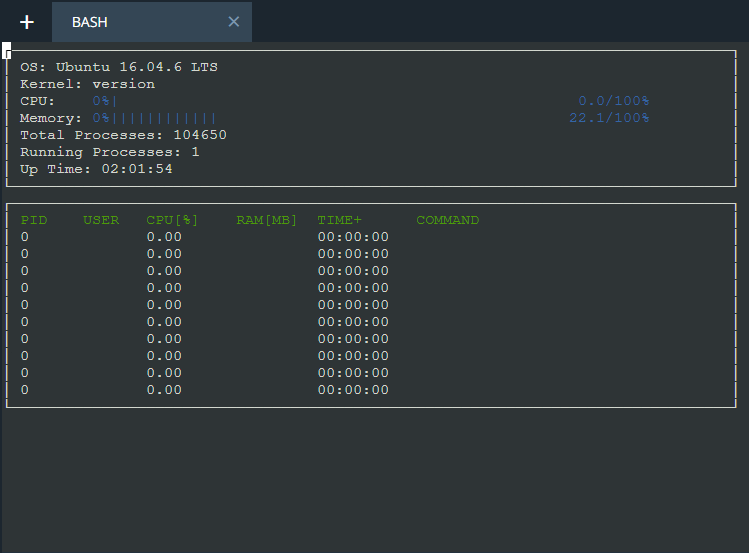 + BASH ×
OS: Ubuntu 16.04.6 LTS
Kernel: version
CPU: 0%| 0.0/100%
Memory: 0%|||||||||||| 22.1/100%
Total Processes: 104650
Running Processes: 1
Up Time: 02:01:54
PID USER CPU[%] RAM[MB] TIME+ COMMAND
0 0.00 00:00:00
0 0.00 00:00:00
0 0.00 00:00:00
0 0.00 00:00:00
0 0.00 00:00:00
0 0.00 00:00:00
0 0.00 00:00:00
0 0.00 00:00:00
0 0.00 00:00:00
0 0.00 00:00:00